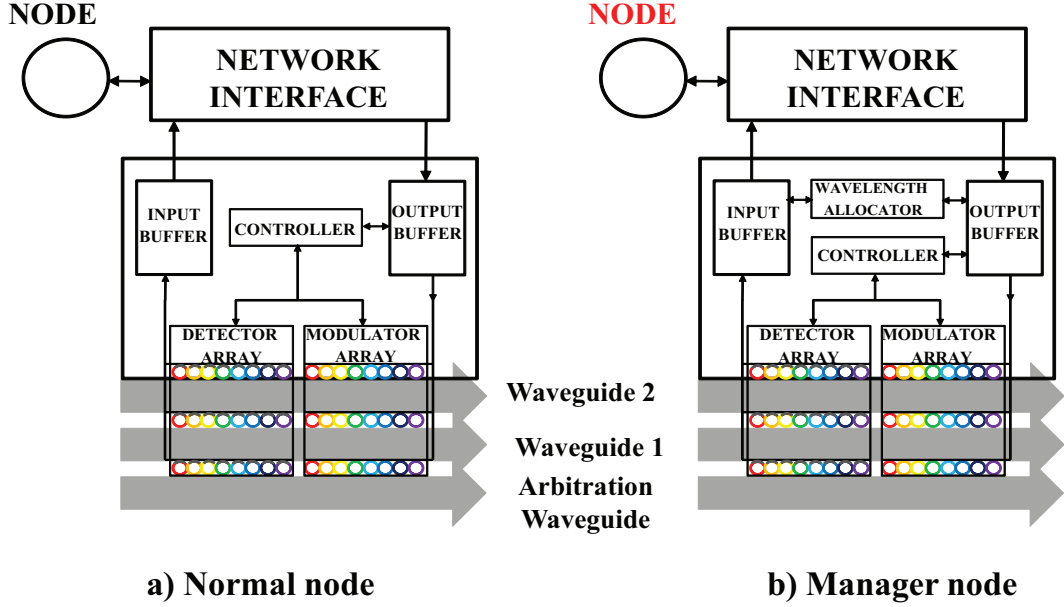 NODE
NETWORK
INTERFACE
INPUT
BUFFER
CONTROLLER
OUTPUT
BUFFER
DETECTOR
ARRAY
MODULATOR
ARRAY
NODE
NETWORK
INTERFACE
INPUT
BUFFER
WAVELENGTH
ALLOCATOR
OUTPUT
BUFFER
CONTROLLER
DETECTOR
ARRAY
MODULATOR
ARRAY
Waveguide 2
Waveguide 1
Arbitration
Waveguide
a) Normal node
b) Manager node